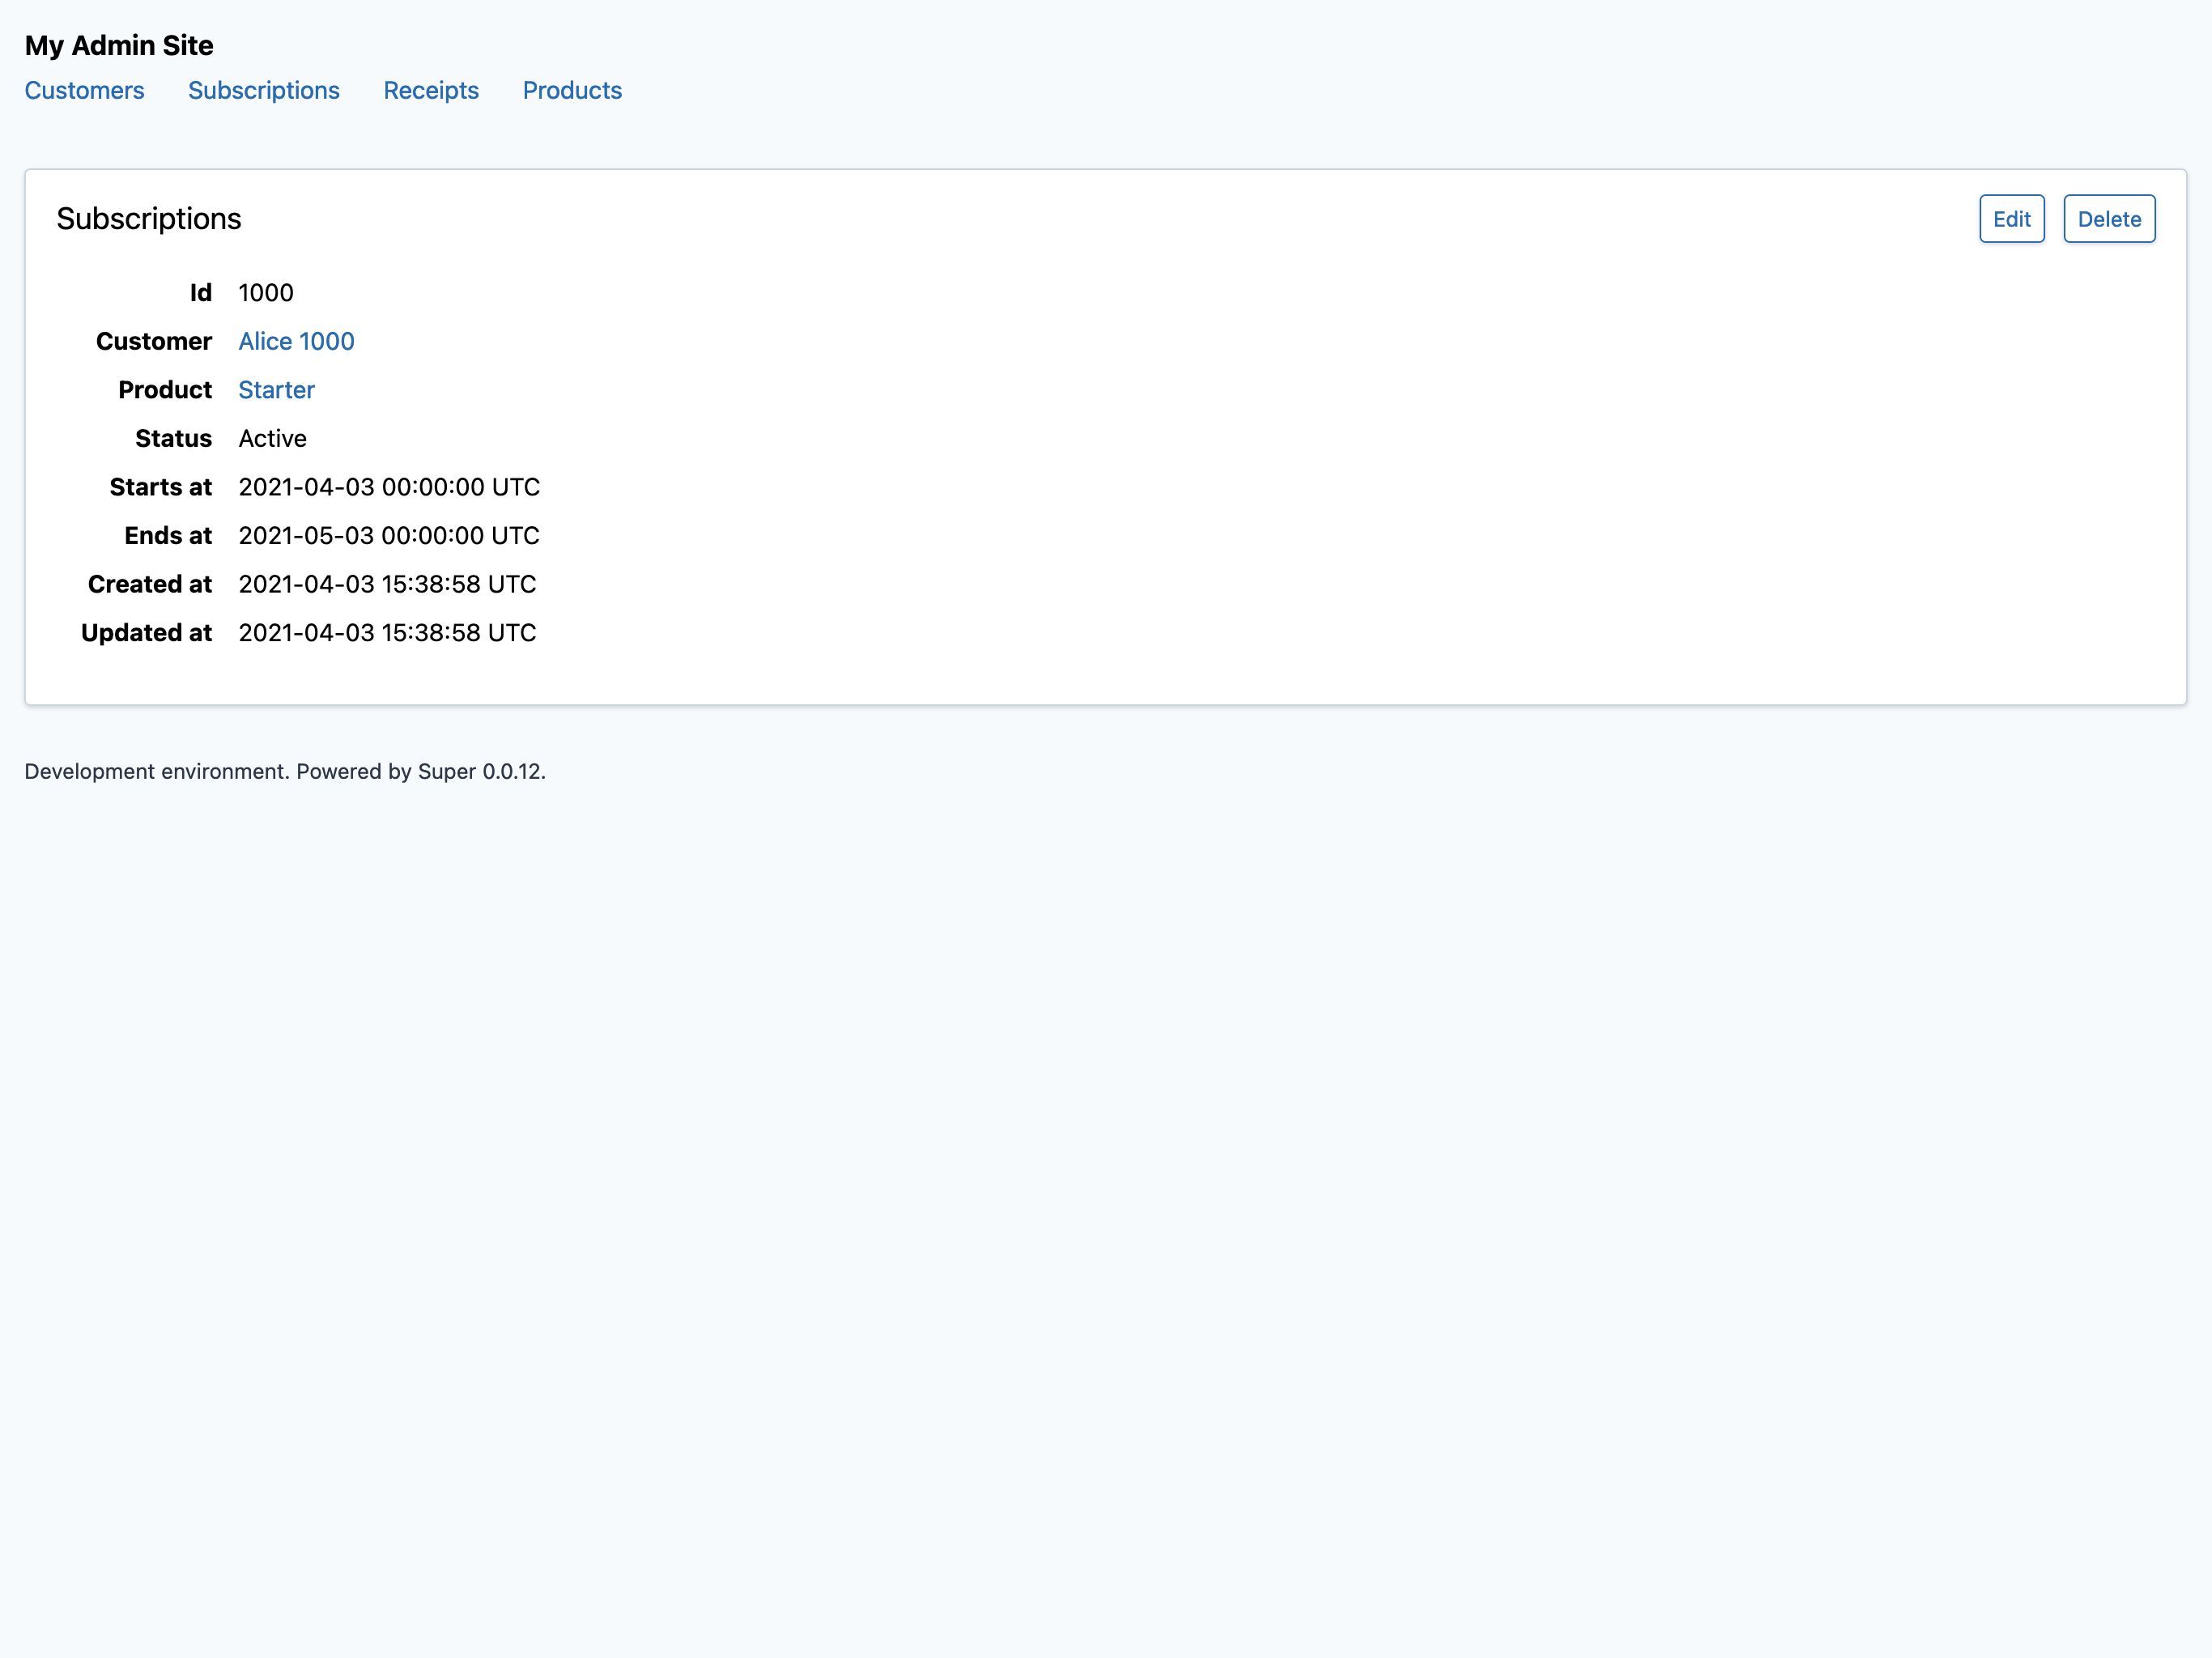 My Admin Site
Customers Subscriptions Receipts Products
Subscriptions Edit Delete
Id 1000
Customer Alice 1000
Product Starter
Status Active
Starts at 2021-04-03 00:00:00 UTC
Ends at 2021-05-03 00:00:00 UTC
Created at 2021-04-03 15:38:58 UTC
Updated at 2021-04-03 15:38:58 UTC
Development environment. Powered by Super 0.0.12.